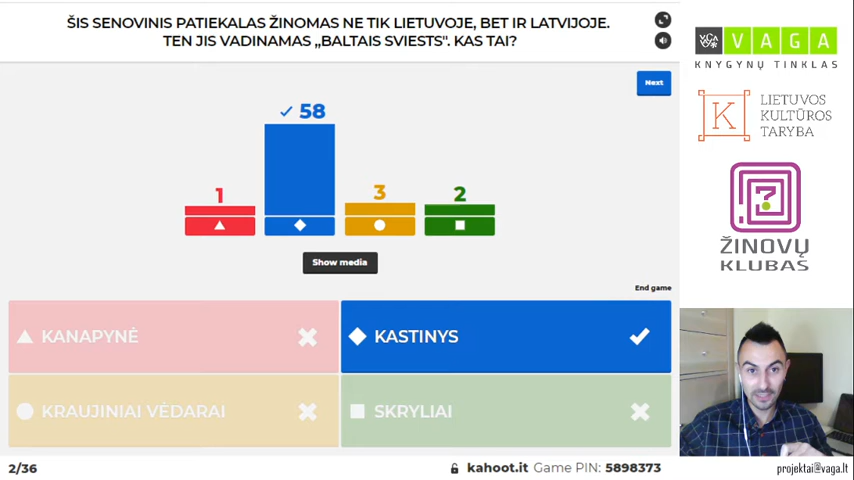 ŠIS SENOVINIS PATIEKALAS ŽINOMAS NE TIK LIETUVOJE, BET IR LATVIJOJE.
TEN JIS VADINAMAS „BALTAIS SVIESTS". KAS TAI?
Next
58
1
3
2
Show media
End game
KANAPYNĖ
KASTINYS
KRAUJINIAI VĖDARAI
SKRYLIAI
2/36
kahoot.it Game PIN: 5898373
VAGA
KNYGYNŲ TINKLAS
K
LIETUVOS
KULTŪROS
TARYBA
?
ŽINOVŲ
KLUBAS
projektai@vaga.lt